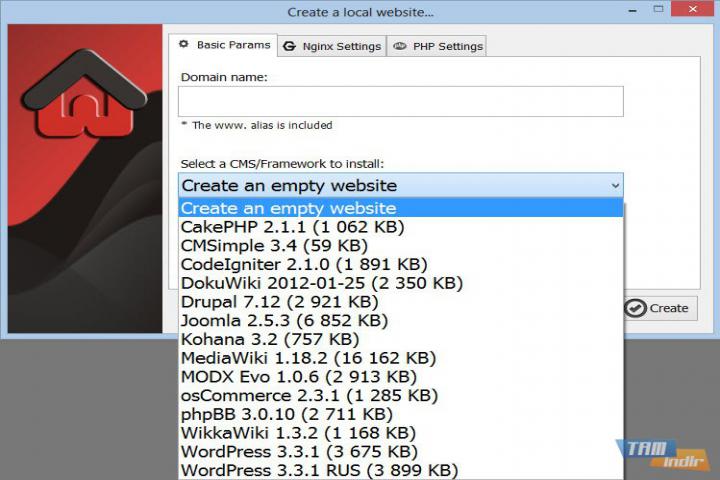 Create a local website...
Basic Params
Nginx Settings
PHP Settings
Domain name:
* The www. alias is included
Select a CMS/Framework to install:
Create an empty website
Create an empty website
CakePHP 2.1.1 (1 062 KB)
CMSimple 3.4 (59 KB)
CodeIgniter 2.1.0 (1 891 KB)
DokuWiki 2012-01-25 (2 350 KB)
Drupal 7.12 (2 921 KB)
Joomla 2.5.3 (6 852 KB)
Create
Kohana 3.2 (757 KB)
MediaWiki 1.18.2 (16 162 KB)
MODX Evo 1.0.6 (2 913 KB)
osCommerce 2.3.1 (1 285 KB)
phpBB 3.0.10 (2 711 KB)
WikkaWiki 1.3.2 (1 168 KB)
WordPress 3.3.1 (3 675 KB)
WordPress 3.3.1 RUS (3 899 KB)
TAM
indir